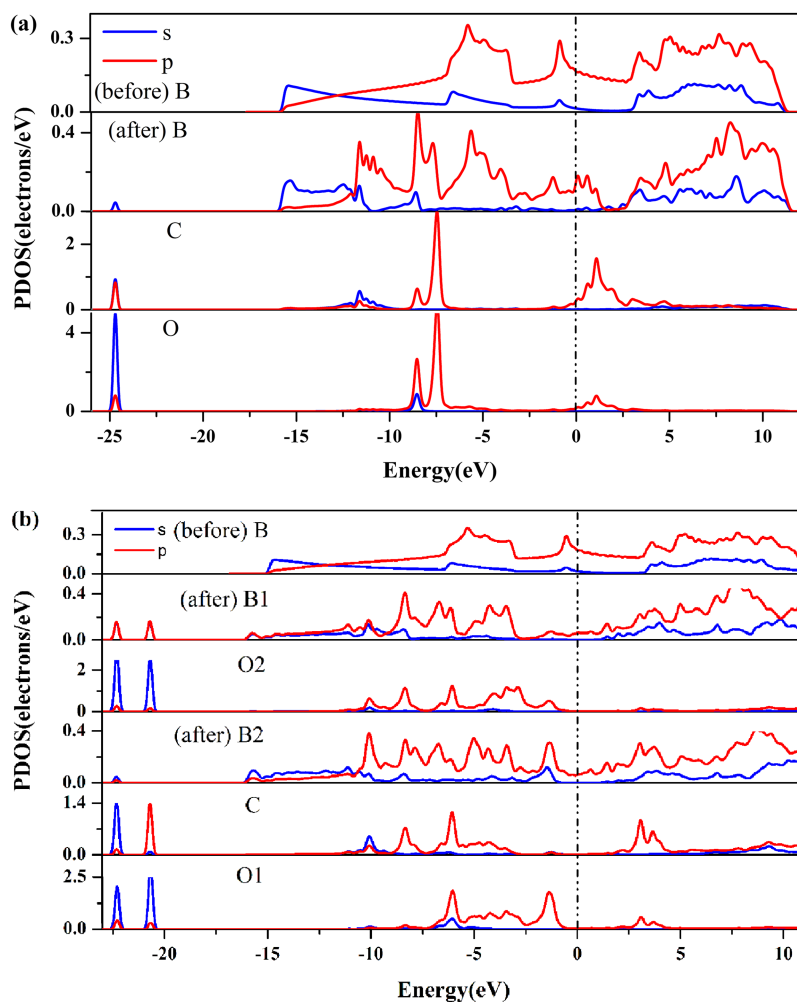 (a)
s
p
(before) B
0.3
0.0
(after) B
0.4
0.0
C
2
0
O
4
0
PDOS(electrons/eV)
-25 -20 -15 -10 -5 0 5 10
Energy(eV)
(b)
s (before) B
p
0.3
0.0
(after) B1
0.4
0.0
O2
2
0
(after) B2
0.4
0.0
C
1.4
0.0
O1
2.5
0.0
PDOS(electrons/eV)
-20 -15 -10 -5 0 5 10
Energy(eV)